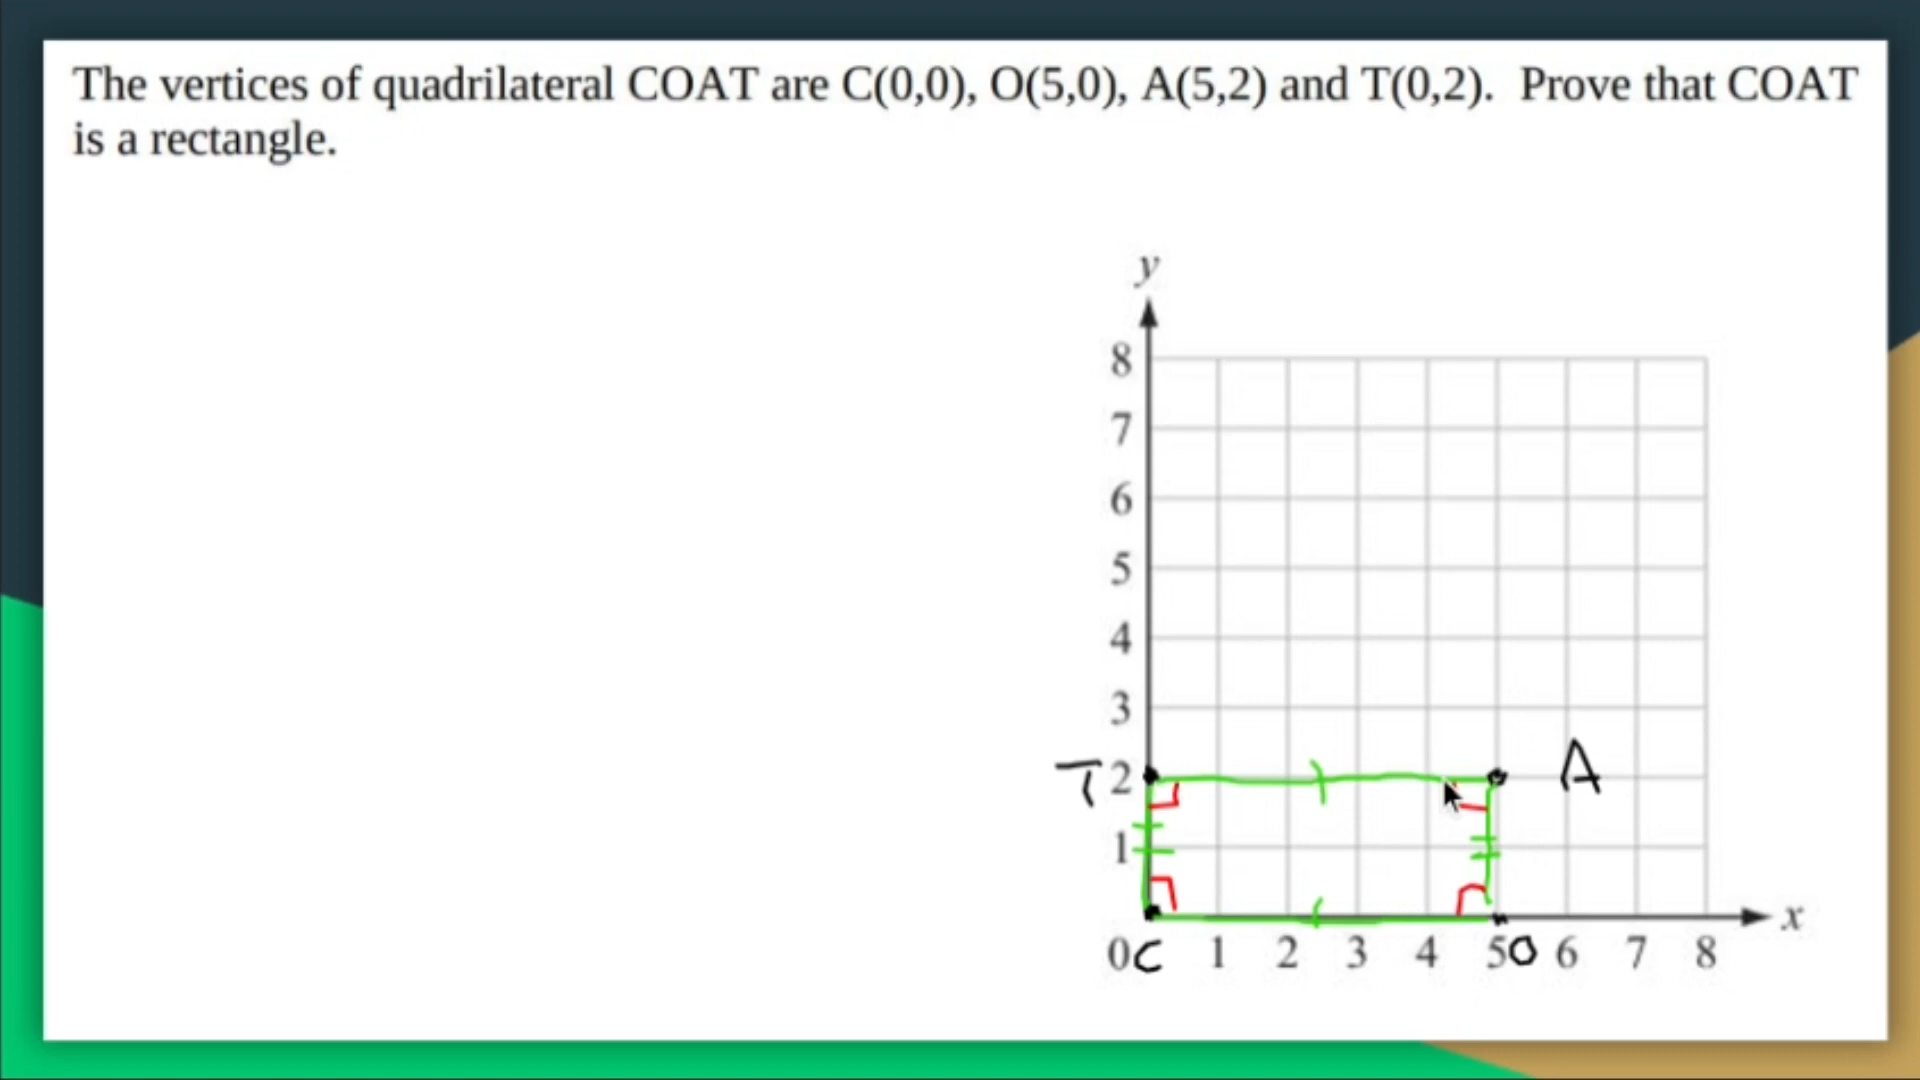 The vertices of quadrilateral COAT are C(0,0), O(5,0), A(5,2) and T(0,2). Prove that COAT
is a rectangle.
y
8
7
6
5
4
3
T 2 A
1
x
0 C 1 2 3 4 5 O 6 7 8